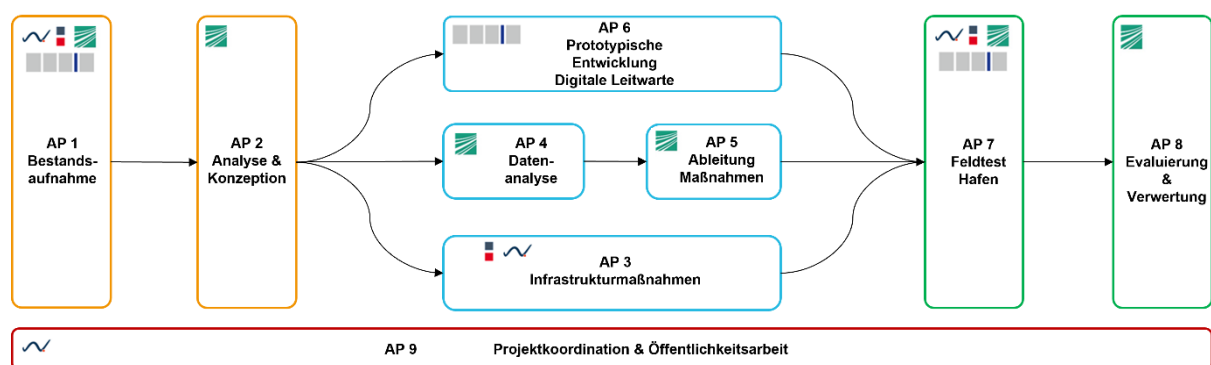 AP 1
Bestands-
aufnahme
AP 2
Analyse &
Konzeption
AP 6
Prototypische
Entwicklung
Digitale Leitwarte
AP 4
Daten-
analyse
AP 5
Ableitung
Maßnahmen
AP 3
Infrastrukturmaßnahmen
AP 7
Feldtest
Hafen
AP 8
Evaluierung
&
Verwertung
AP 9 Projektkoordination & Öffentlichkeitsarbeit